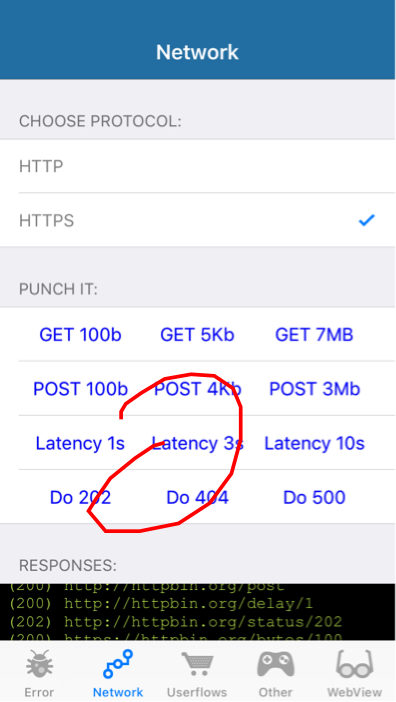 Network
CHOOSE PROTOCOL:
HTTP
HTTPS
PUNCH IT:
GET 100b GET 5Kb GET 7MB
POST 100b POST 4Kb POST 3Mb
Latency 1s Latency 3s Latency 10s
Do 202 Do 404 Do 500
RESPONSES:
(200) http://httpbin.org/post
(200) http://httpbin.org/delay/1
(202) http://httpbin.org/status/202
(200) https://httpbin.org/bytes/100
Error Network Userflows Other WebView